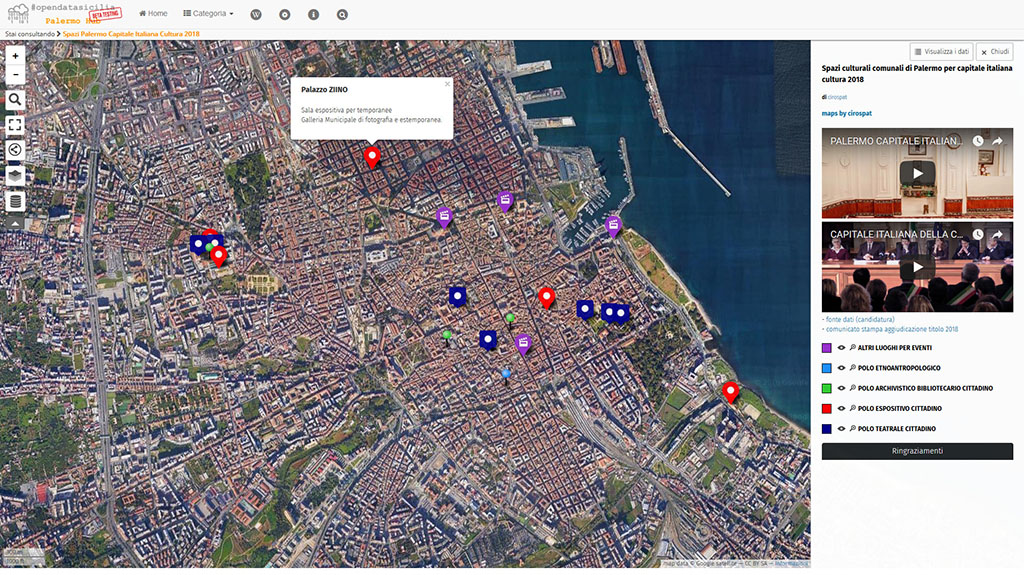 #opendatasicilia
Palermo Hub
BETA TESTING
Home
Categoria
Stai consultando > Spazi Palermo Capitale Italiana Cultura 2018
Palazzo ZIINO
Sala espositiva per temporanee
Galleria Municipale di fotografia e estemporanea.
Visualizza i dati
Chiudi
Spazi culturali comunali di Palermo per capitale italiana
cultura 2018
di cirospat
maps by cirospat
PALERMO CAPITALE ITALIAN...
CAPITALE ITALIANA DELLA C...
- fonte dati (candidatura)
- comunicato stampa aggiudicazione titolo 2018
ALTRI LUOGHI PER EVENTI
POLO ETNOANTROPOLOGICO
POLO ARCHIVISTICO BIBLIOTECARIO CITTADINO
POLO ESPOSITIVO CITTADINO
POLO TEATRALE CITTADINO
Ringraziamenti
map data © Google satellite — CC BY SA —